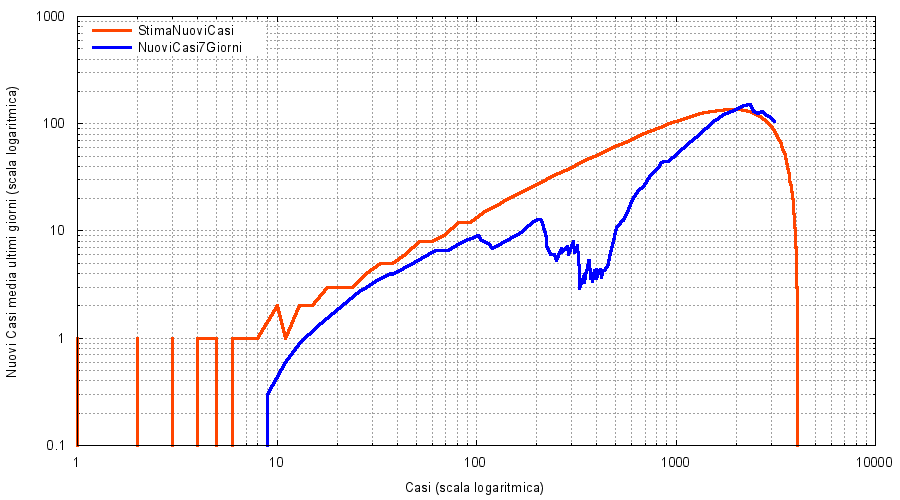 1000
StimaNuoviCasi
NuoviCasi7Giorni
100
10
1
0.1
Nuovi Casi media ultimi giorni (scala logaritmica)
1 10 100 1000 10000
Casi (scala logaritmica)